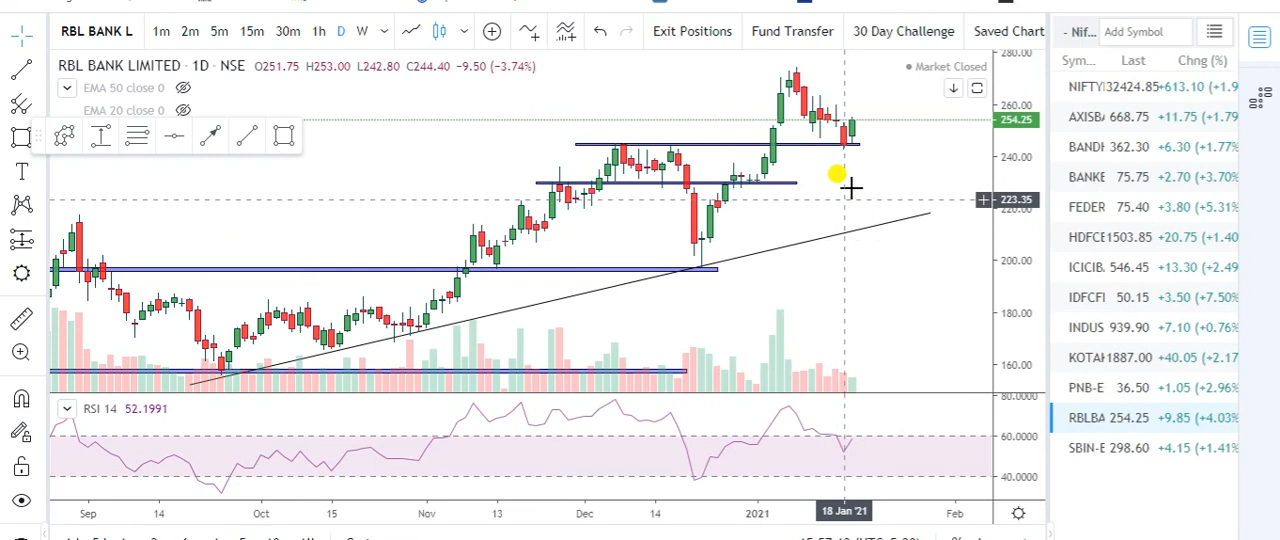 RBL BANK L 1m 2m 5m 15m 30m 1h D W Exit Positions Fund Transfer 30 Day Challenge Saved Chart
- Nif... Add Symbol
RBL BANK LIMITED · 1D · NSE O251.75 H253.00 L242.80 C244.40 -9.50 (-3.74%)
Market Closed
EMA 50 close 0
EMA 20 close 0
280.00
260.00
254.25
240.00
223.35
220.00
200.00
180.00
160.00
RSI 14 52.1991
80.0000
60.0000
40.0000
Sep 14 Oct 13 Nov 13 Dec 14 2021 18 Jan '21 Feb
Sym... Last Chng (%)
NIFTY 32424.85 +613.10 (+1.9
AXISB 668.75 +11.75 (+1.79
BANDH 362.30 +6.30 (+1.77%
BANKE 75.75 +2.70 (+3.70%
FEDER 75.40 +3.80 (+5.31%
HDFCE 1503.85 +20.75 (+1.40
ICICIB. 546.45 +13.30 (+2.49
IDFCFI 50.15 +3.50 (+7.50%
INDUS 939.90 +7.10 (+0.76%
KOTAK 1887.00 +40.05 (+2.17
PNB-E 36.50 +1.05 (+2.96%
RBLBA 254.25 +9.85 (+4.03%
SBIN-E 298.60 +4.15 (+1.41%